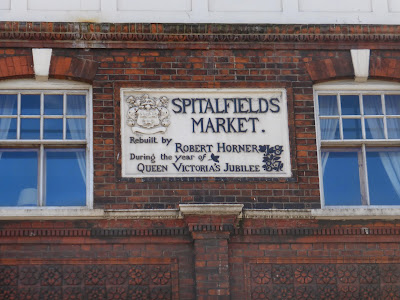 SPITALFIELDS
MARKET.
Rebuilt by
ROBERT HORNER
During the year of
QUEEN VICTORIA'S JUBILEE